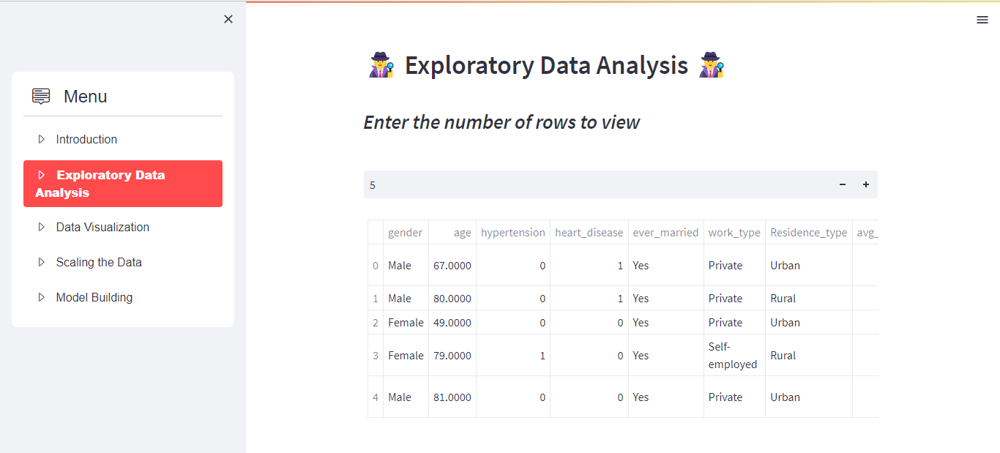 Menu
Introduction
Exploratory Data
Analysis
Data Visualization
Scaling the Data
Model Building
Exploratory Data Analysis
Enter the number of rows to view
5 − +
gender age hypertension heart_disease ever_married work_type Residence_type avg_
0 Male 67.0000 0 1 Yes Private Urban
1 Male 80.0000 0 1 Yes Private Rural
2 Female 49.0000 0 0 Yes Private Urban
3 Female 79.0000 1 0 Yes Self-
employed Rural
4 Male 81.0000 0 0 Yes Private Urban